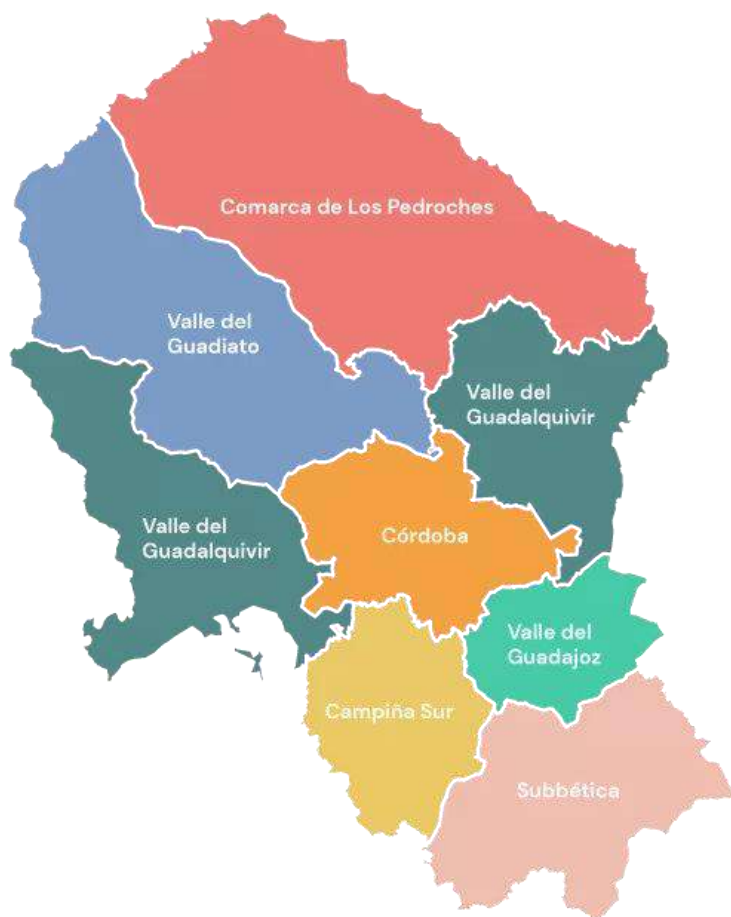 Comarca de Los Pedroches
Valle del
Guadiato
Valle del
Guadalquivir
Valle del
Guadalquivir
Córdoba
Valle del
Guadajoz
Campiña Sur
Subbética